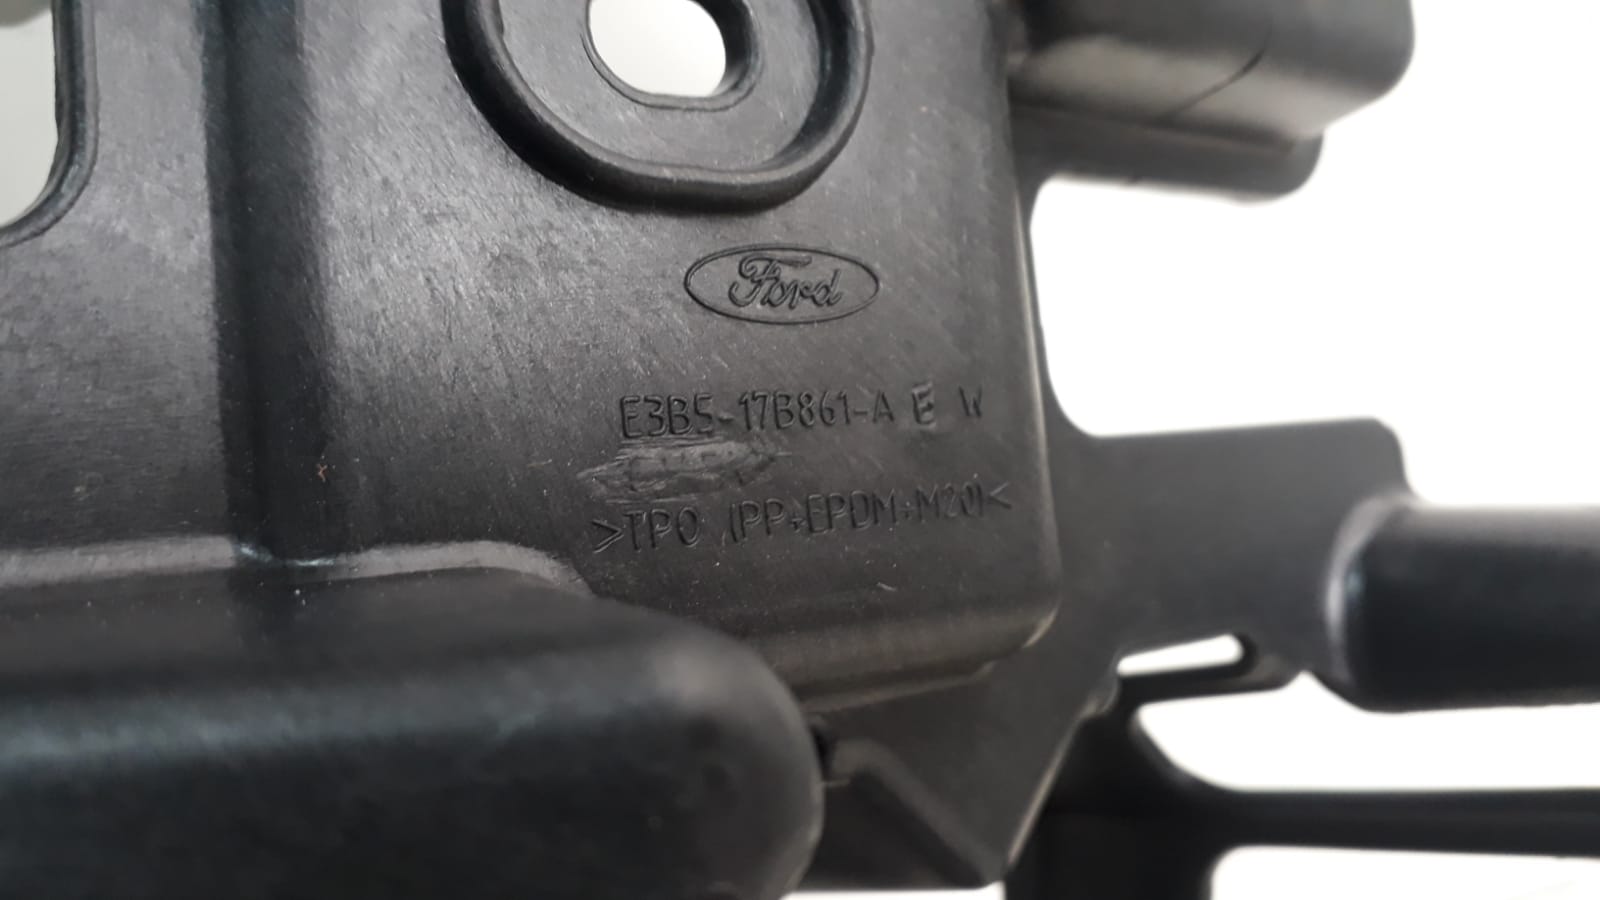 Ford
E3B5-17B861-A E W
>TPO (PP+EPDM+M20)<